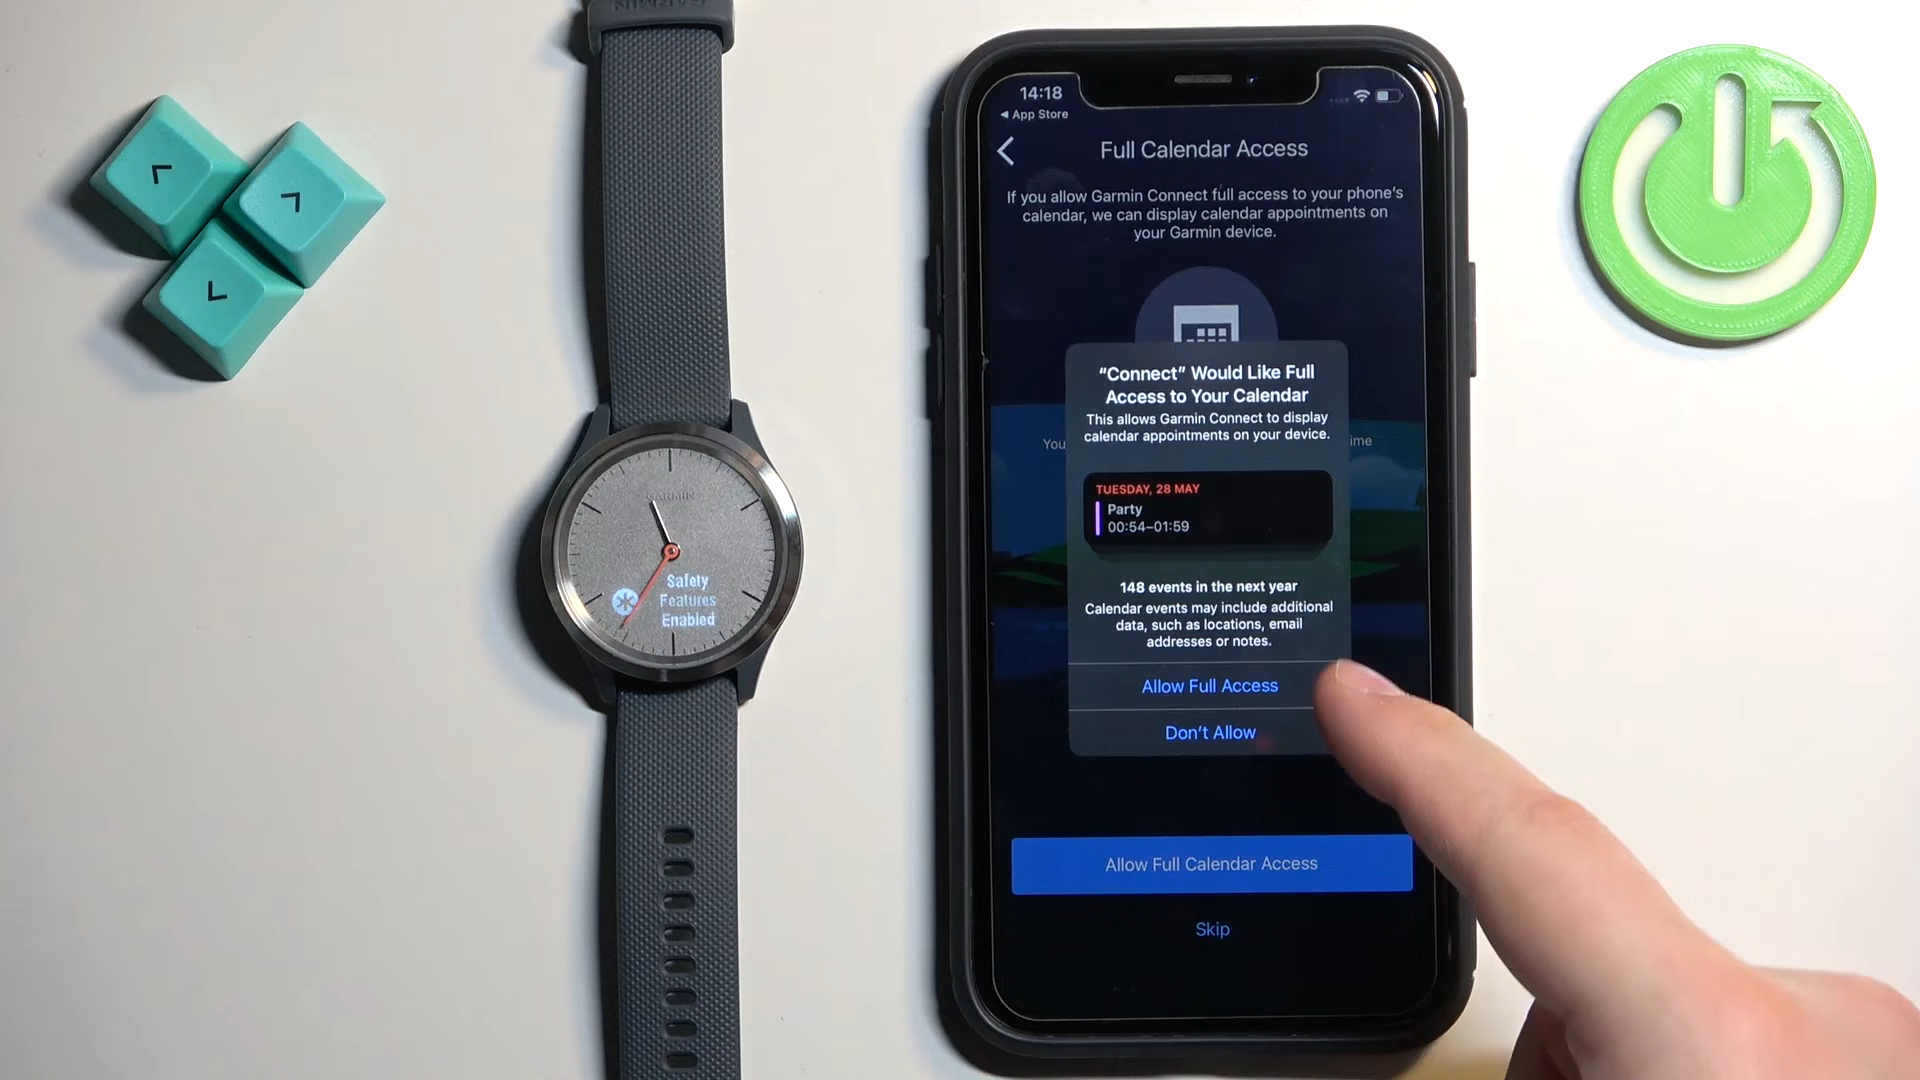 GARMIN
GARMIN
Safety
Features
Enabled
14:18
App Store
Full Calendar Access
If you allow Garmin Connect full access to your phone's
calendar, we can display calendar appointments on
your Garmin device.
You
ime
“Connect” Would Like Full
Access to Your Calendar
This allows Garmin Connect to display
calendar appointments on your device.
TUESDAY, 28 MAY
Party
00:54–01:59
148 events in the next year
Calendar events may include additional
data, such as locations, email
addresses or notes.
Allow Full Access
Don't Allow
Allow Full Calendar Access
Skip